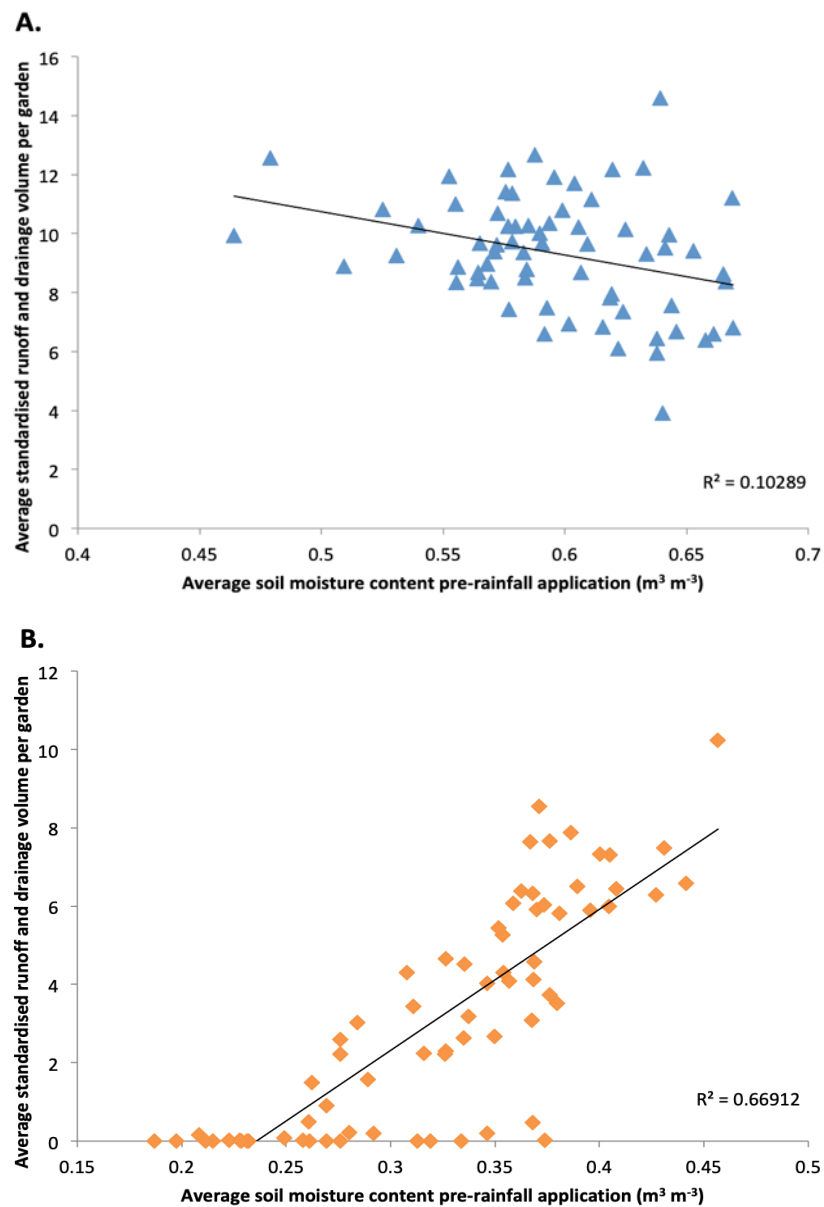 A.
Average standardised runoff and drainage volume per garden
16
14
12
10
8
6
4
2
0
R² = 0.10289
0.4 0.45 0.5 0.55 0.6 0.65 0.7
Average soil moisture content pre-rainfall application (m³ m⁻³)
B.
Average standardised runoff and drainage volume per garden
12
10
8
6
4
2
0
R² = 0.66912
0.15 0.2 0.25 0.3 0.35 0.4 0.45 0.5
Average soil moisture content pre-rainfall application (m³ m⁻³)